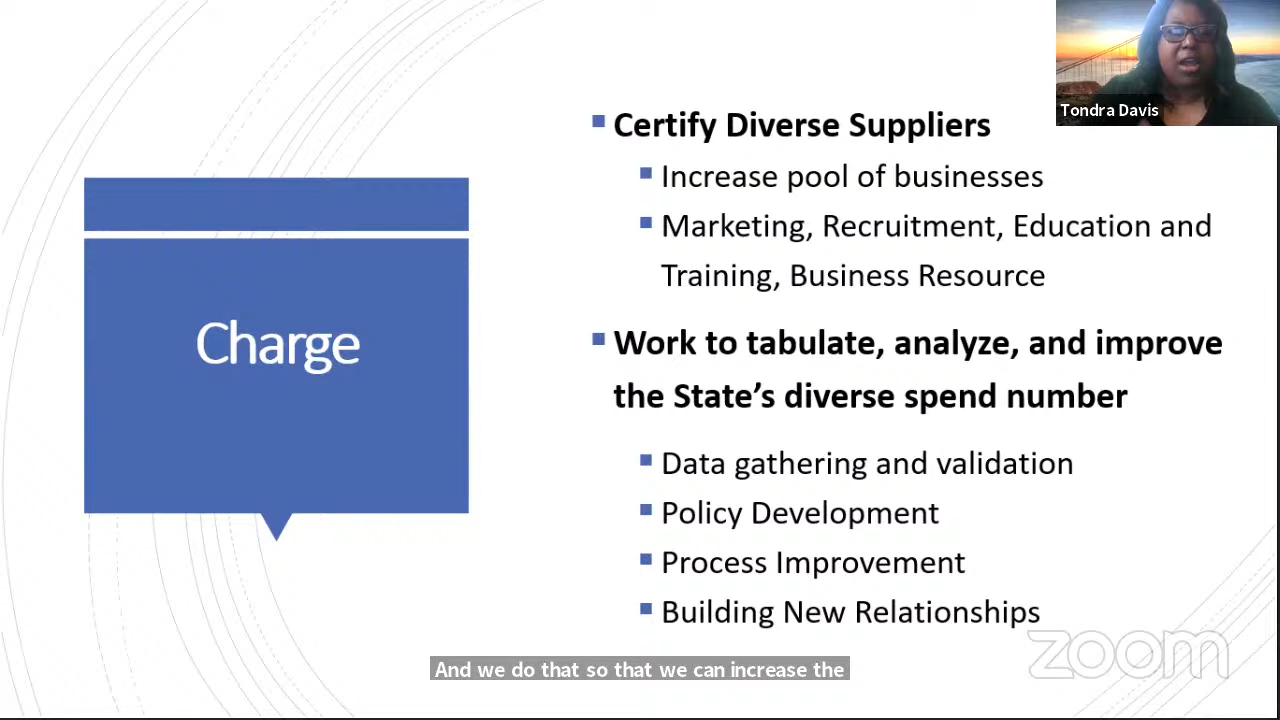 Tondra Davis
Charge
Certify Diverse Suppliers
Increase pool of businesses
Marketing, Recruitment, Education and
Training, Business Resource
Work to tabulate, analyze, and improve
the State’s diverse spend number
Data gathering and validation
Policy Development
Process Improvement
Building New Relationships
zoom
And we do that so that we can increase the